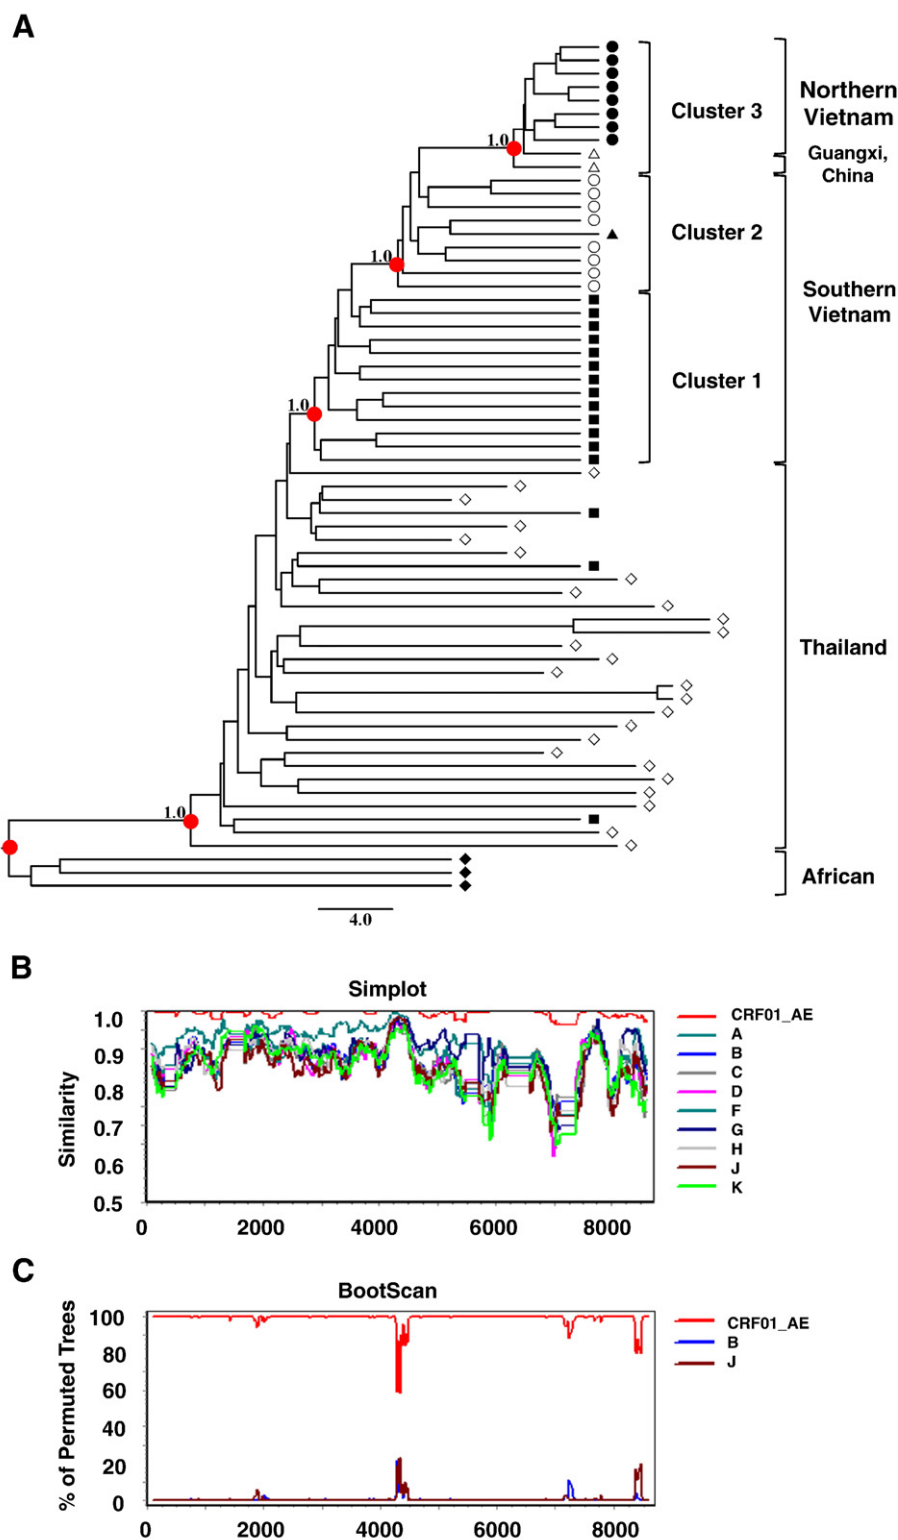 A
1.0
Cluster 3
Northern
Vietnam
Guangxi,
China
1.0
Cluster 2
Southern
Vietnam
1.0
Cluster 1
Thailand
1.0
African
4.0
B
Simplot
Similarity
1.0
0.9
0.8
0.7
0.6
0.5
0 2000 4000 6000 8000
CRF01_AE
A
B
C
D
F
G
H
J
K
C
BootScan
% of Permuted Trees
100
80
60
40
20
0
0 2000 4000 6000 8000
CRF01_AE
B
J